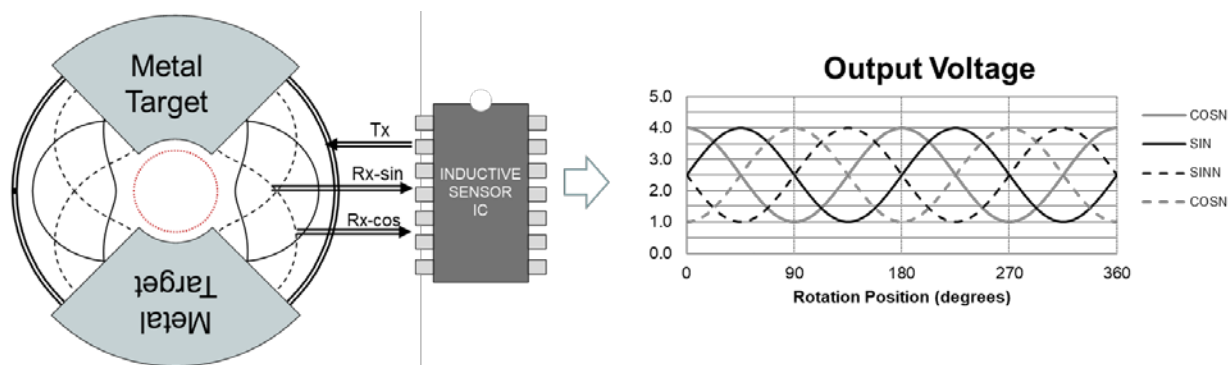 Metal
Target
Metal
Target
Tx
Rx-sin
Rx-cos
INDUCTIVE
SENSOR
IC
Output Voltage
5.0
4.0
3.0
2.0
1.0
0.0
0
90
180
270
360
Rotation Position (degrees)
COSN
SIN
SINN
COSN